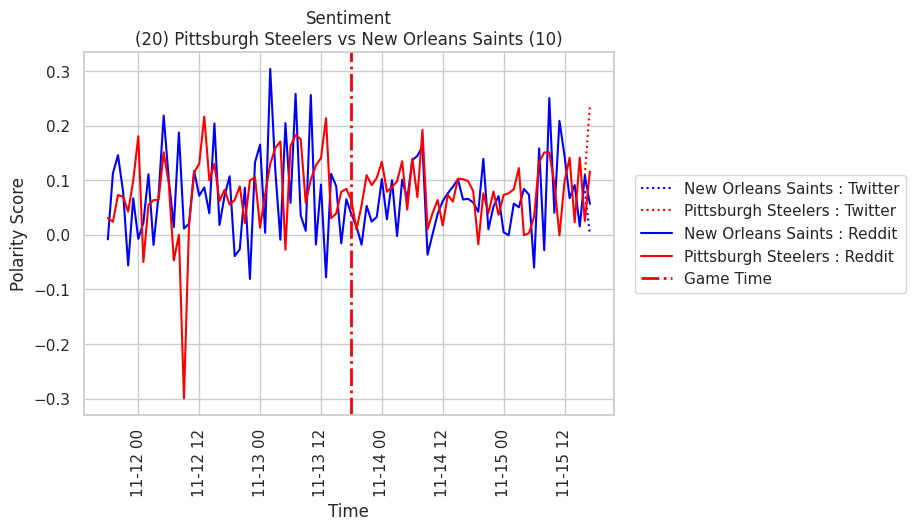 Sentiment
(20) Pittsburgh Steelers vs New Orleans Saints (10)
Polarity Score
0.3
0.2
0.1
0.0
−0.1
−0.2
−0.3
11-12 00
11-12 12
11-13 00
11-13 12
11-14 00
11-14 12
11-15 00
11-15 12
Time
New Orleans Saints : Twitter
Pittsburgh Steelers : Twitter
New Orleans Saints : Reddit
Pittsburgh Steelers : Reddit
Game Time